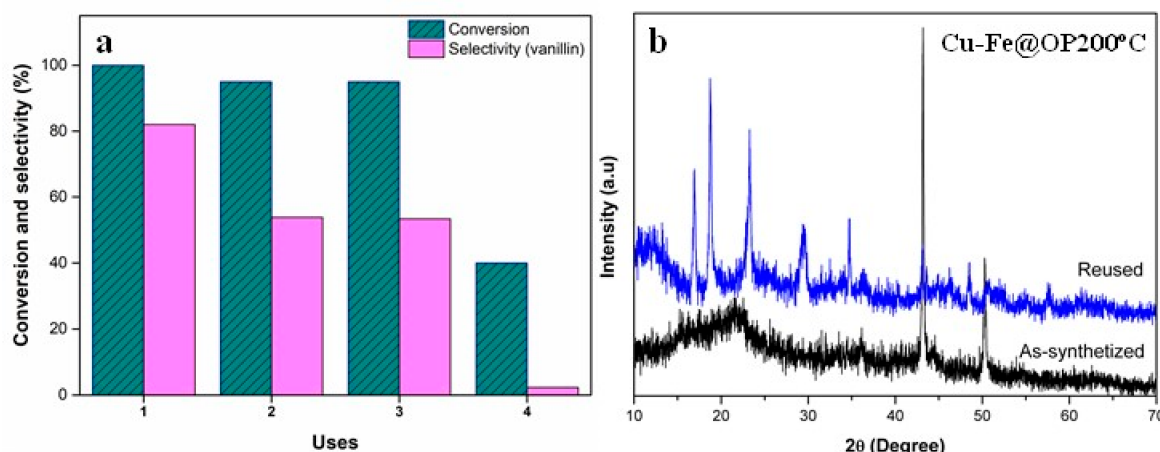 a
Conversion
Selectivity (vanillin)
Conversion and selectivity (%)
100
80
60
40
20
0
1 2 3 4
Uses
b
Cu-Fe@OP200ºC
Intensity (a.u)
Reused
As-synthetized
10 20 30 40 50 60 70
2θ (Degree)